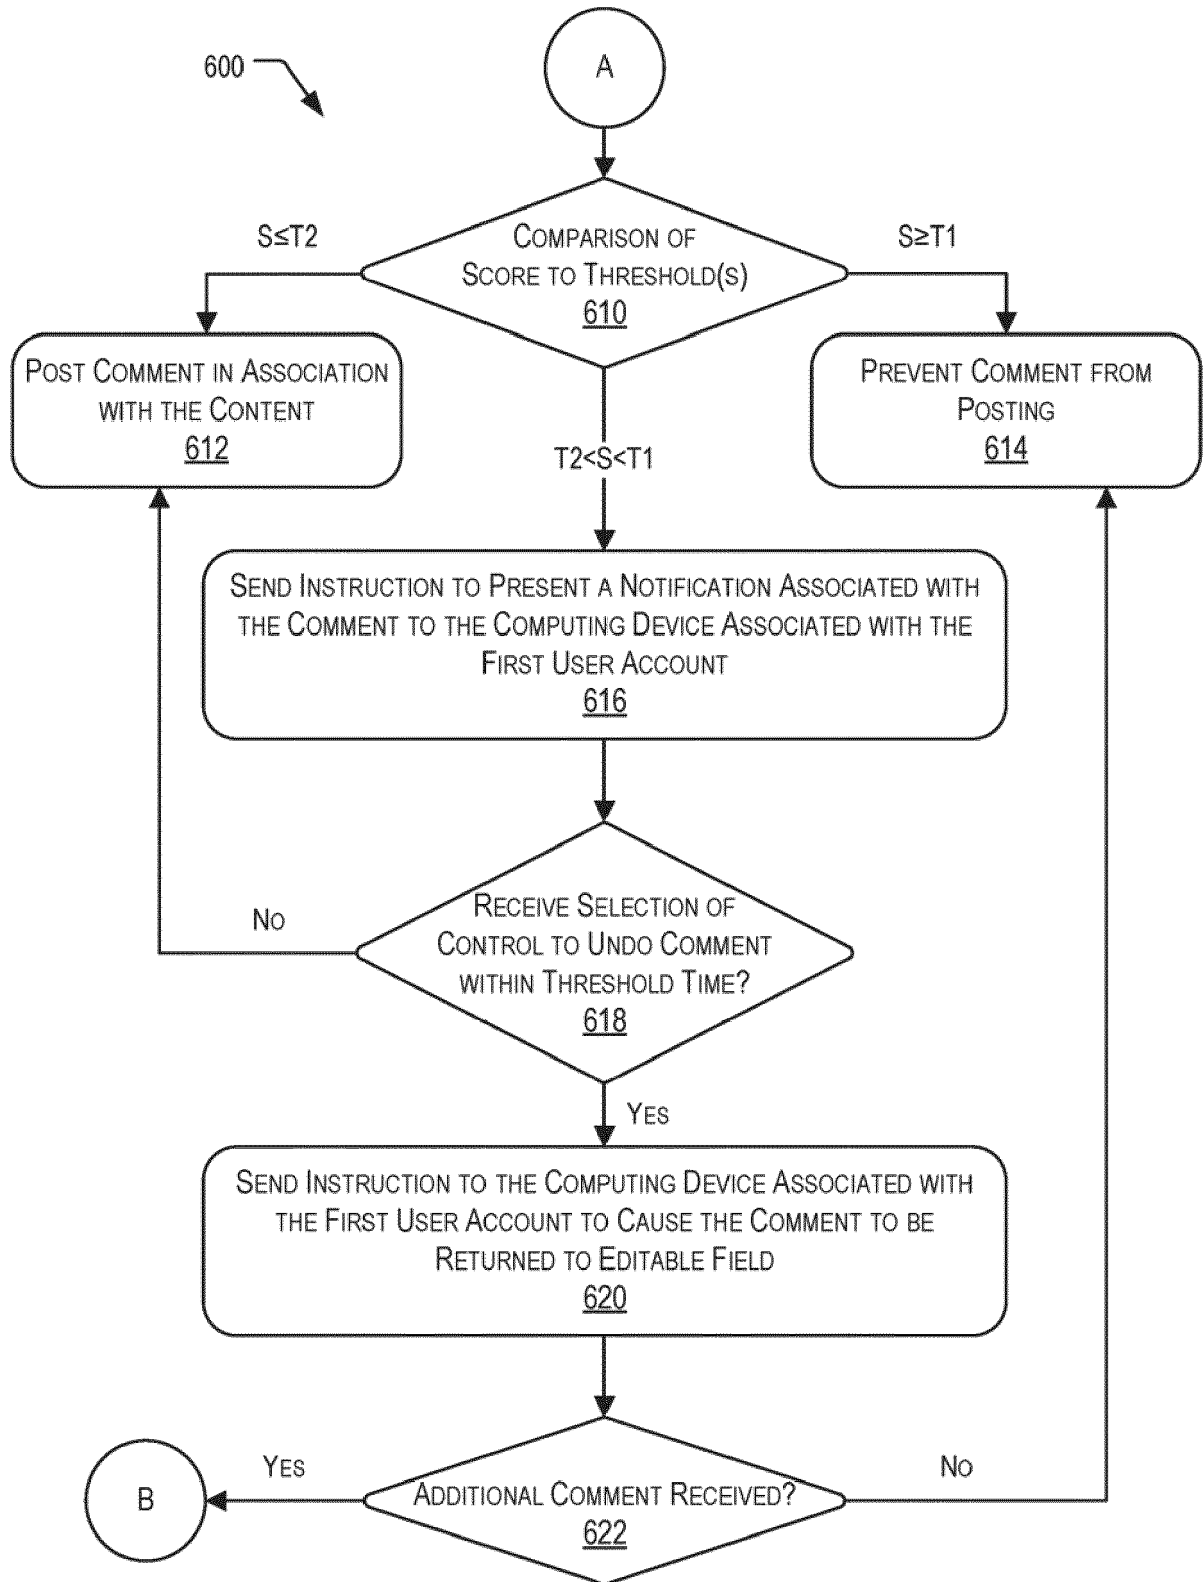 600
A
COMPARISON OF
SCORE TO THRESHOLD(S)
610
S≤T2
S≥T1
POST COMMENT IN ASSOCIATION
WITH THE CONTENT
612
PREVENT COMMENT FROM
POSTING
614
T2<S<T1
SEND INSTRUCTION TO PRESENT A NOTIFICATION ASSOCIATED WITH
THE COMMENT TO THE COMPUTING DEVICE ASSOCIATED WITH THE
FIRST USER ACCOUNT
616
RECEIVE SELECTION OF
CONTROL TO UNDO COMMENT
WITHIN THRESHOLD TIME?
618
NO
YES
SEND INSTRUCTION TO THE COMPUTING DEVICE ASSOCIATED WITH
THE FIRST USER ACCOUNT TO CAUSE THE COMMENT TO BE
RETURNED TO EDITABLE FIELD
620
ADDITIONAL COMMENT RECEIVED?
622
YES
NO
B